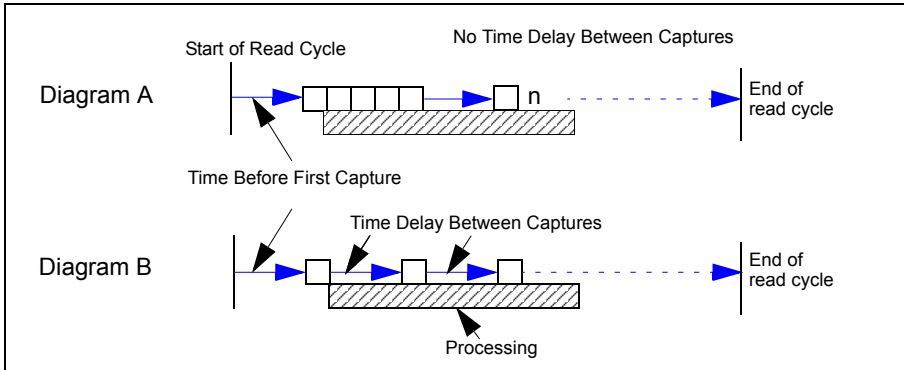 No Time Delay Between Captures
Start of Read Cycle
Diagram A
n
End of
read cycle
Time Before First Capture
Time Delay Between Captures
Diagram B
End of
read cycle
Processing